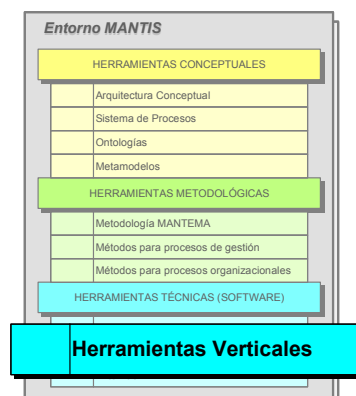 Entorno MANTIS
HERRAMIENTAS CONCEPTUALES
Arquitectura Conceptual
Sistema de Procesos
Ontologías
Metamodelos
HERRAMIENTAS METODOLÓGICAS
Metodología MANTEMA
Métodos para procesos de gestión
Métodos para procesos organizacionales
HERRAMIENTAS TÉCNICAS (SOFTWARE)
Herramientas Verticales